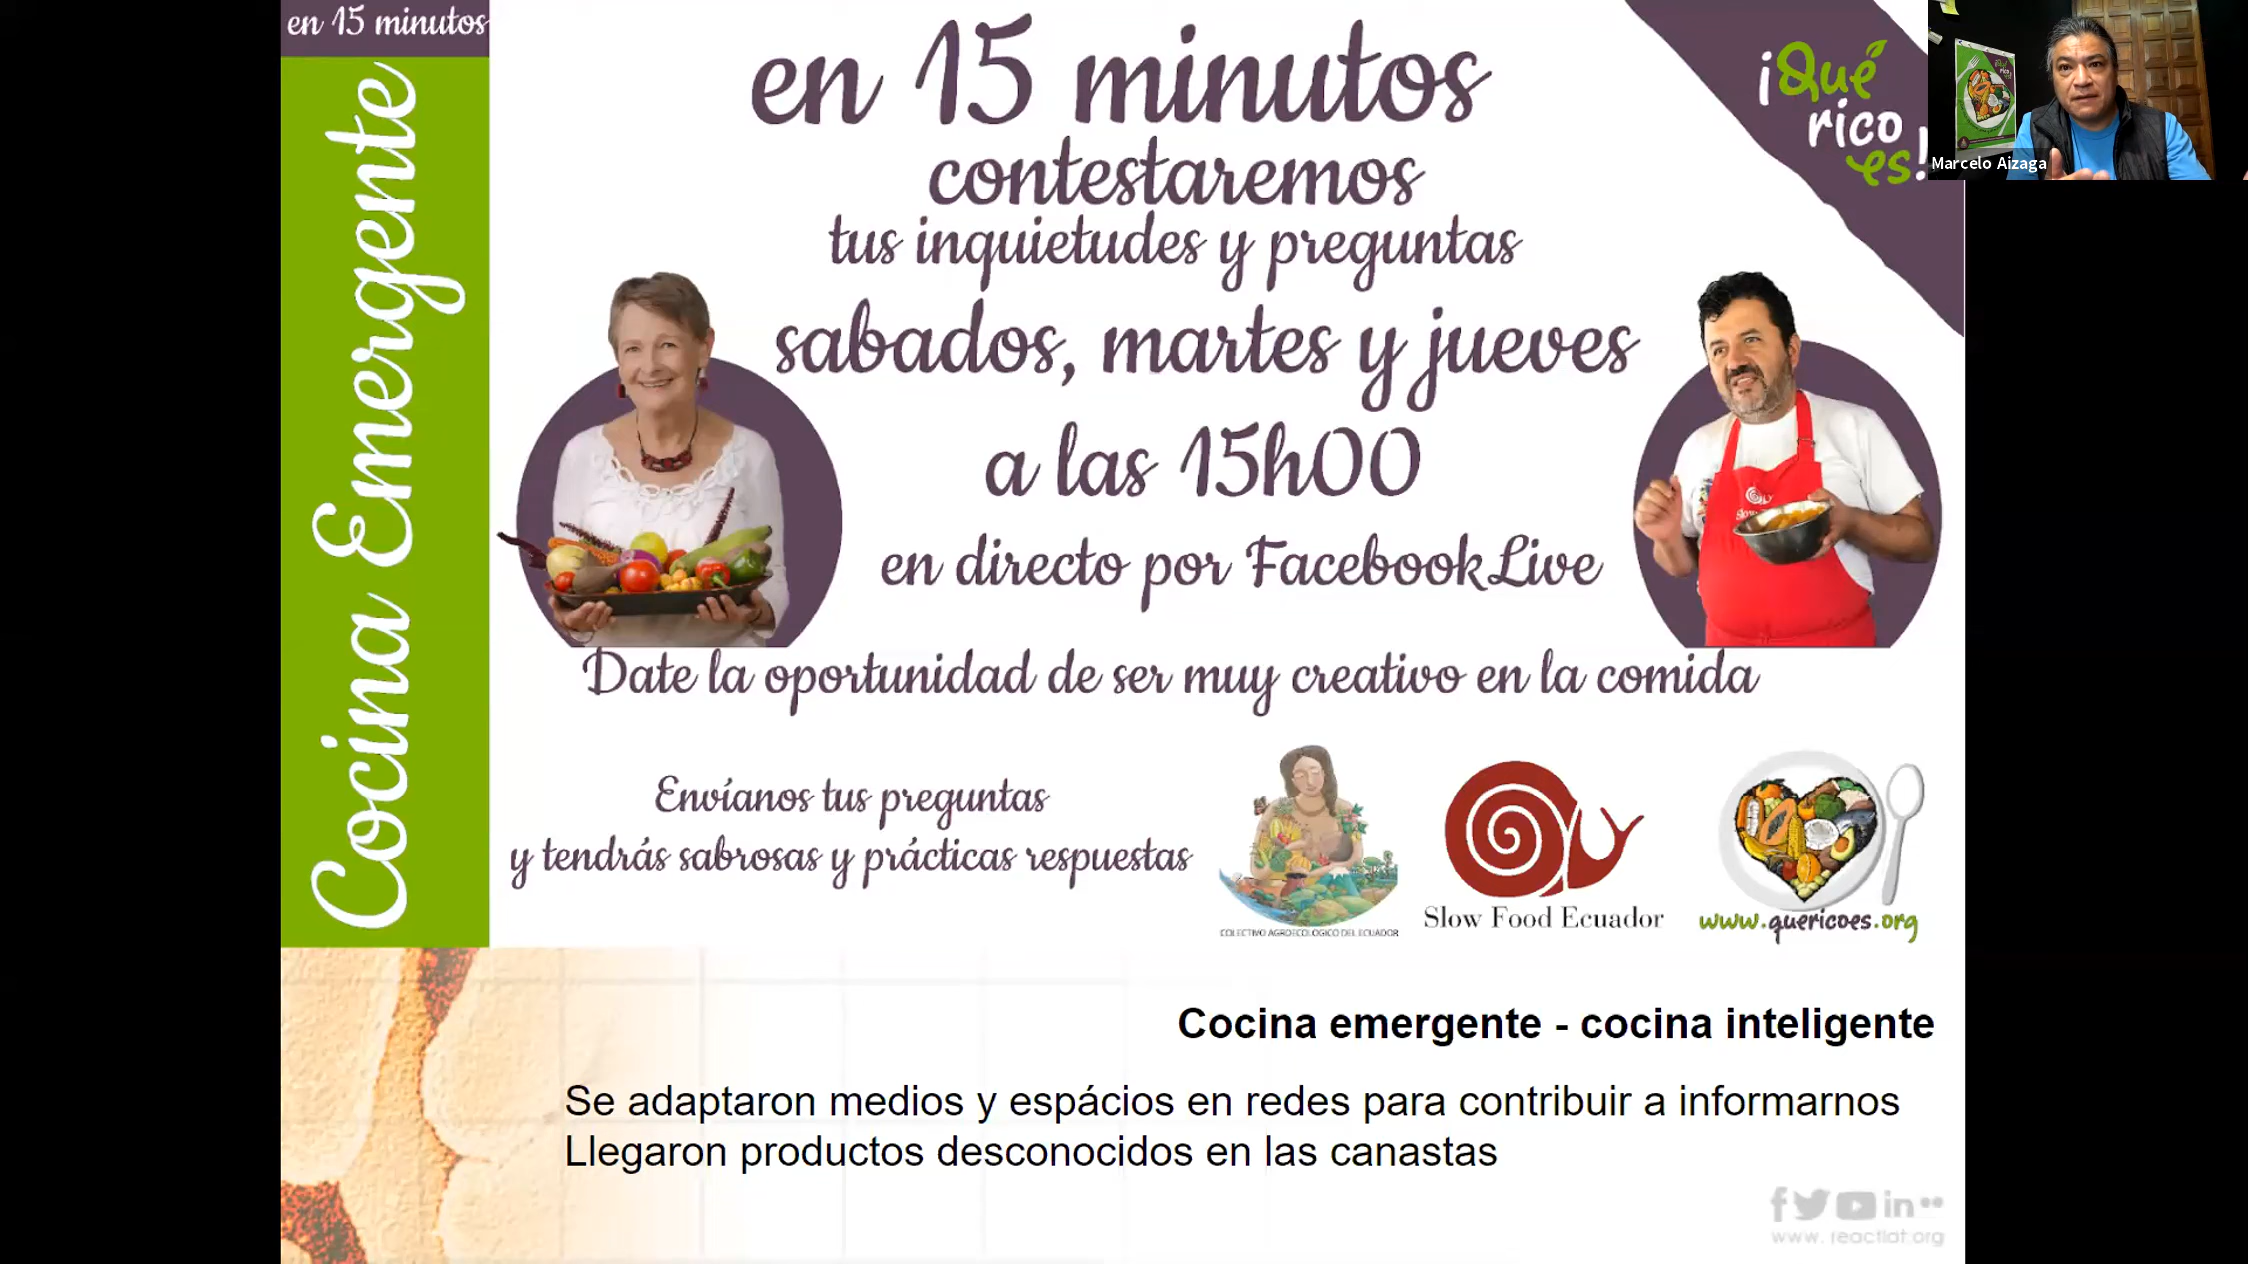 en 15 minutos
Cocina Emergente
en 15 minutos
contestaremos
tus inquietudes y preguntas
sabados, martes y jueves
a las 15h00
en directo por Facebook Live
Date la oportunidad de ser muy creativo en la comida
Envíanos tus preguntas
y tendrás sabrosas y prácticas respuestas
¡Qué
rico
es!
Marcelo Aizaga
COLECTIVO AGROECOLOGICO DEL ECUADOR
Slow Food Ecuador
www.quericoes.org
Cocina emergente - cocina inteligente
Se adaptaron medios y espácios en redes para contribuir a informarnos
Llegaron productos desconocidos en las canastas
www.reactlat.org